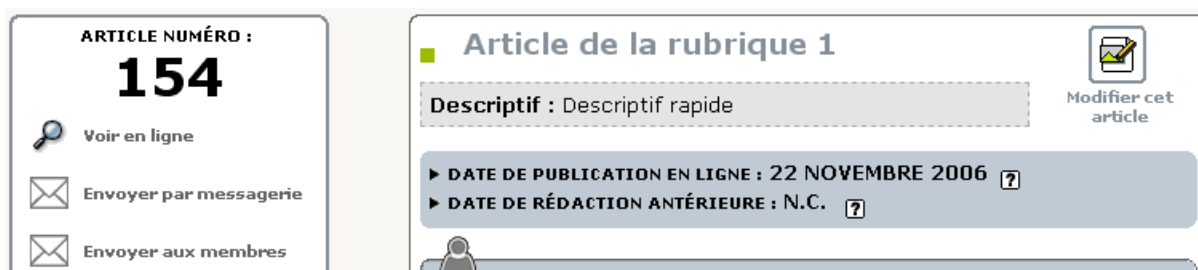 ARTICLE NUMÉRO :
154
Voir en ligne
Envoyer par messagerie
Envoyer aux membres
Article de la rubrique 1
Descriptif : Descriptif rapide
Modifier cet
article
DATE DE PUBLICATION EN LIGNE : 22 NOVEMBRE 2006 ?
DATE DE RÉDACTION ANTÉRIEURE : N.C. ?